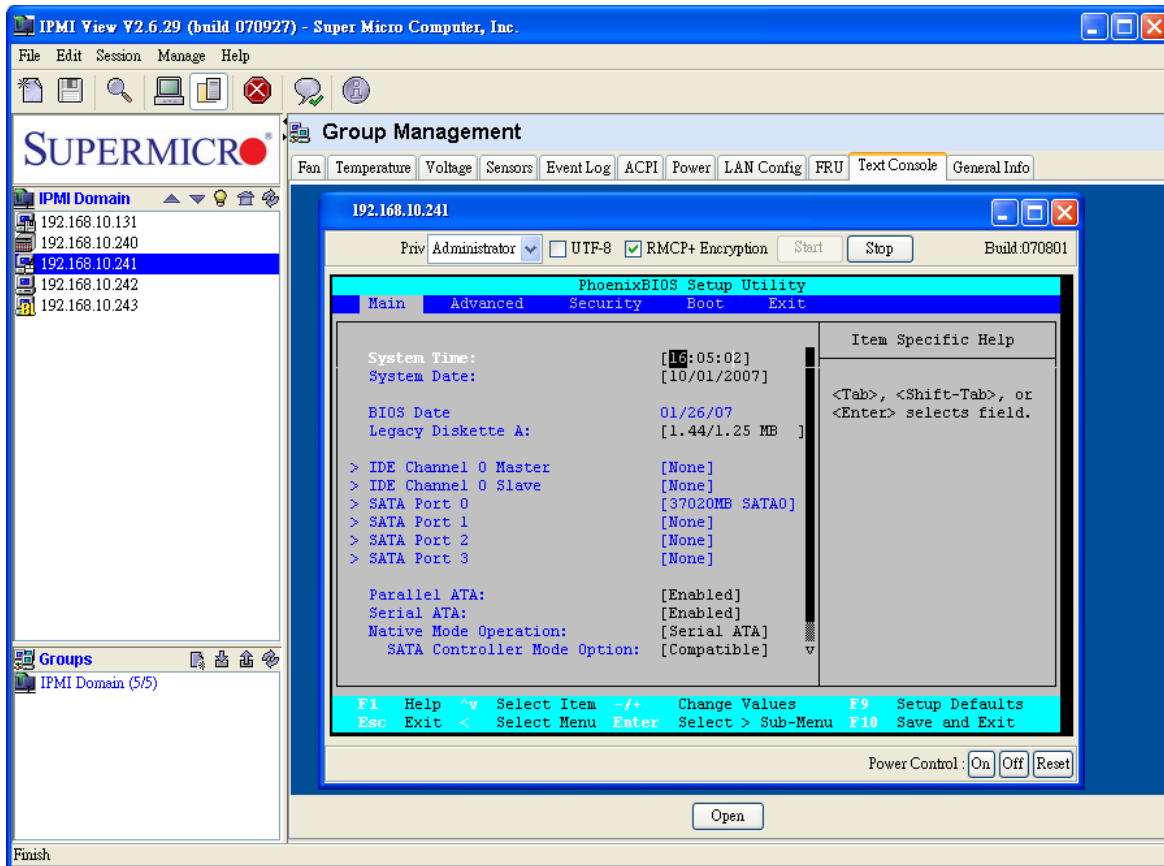 IPMI View V2.6.29 (build 070927) - Super Micro Computer, Inc.
File Edit Session Manage Help
SUPERMICRO
Group Management
Fan Temperature Voltage Sensors Event Log ACPI Power LAN Config FRU Text Console General Info
IPMI Domain
192.168.10.131
192.168.10.240
192.168.10.241
192.168.10.242
192.168.10.243
192.168.10.241
Priv Administrator UTF-8 RMCP+ Encryption Start Stop Build:070801
PhoenixBIOS Setup Utility
Main Advanced Security Boot Exit
Item Specific Help
System Time: [16:05:02]
System Date: [10/01/2007]
<Tab>, <Shift-Tab>, or
<Enter> selects field.
BIOS Date 01/26/07
Legacy Diskette A: [1.44/1.25 MB ]
> IDE Channel 0 Master [None]
> IDE Channel 0 Slave [None]
> SATA Port 0 [37020MB SATA0]
> SATA Port 1 [None]
> SATA Port 2 [None]
> SATA Port 3 [None]
Parallel ATA: [Enabled]
Serial ATA: [Enabled]
Native Mode Operation: [Serial ATA]
SATA Controller Mode Option: [Compatible] v
F1 Help ^v Select Item -/+ Change Values F9 Setup Defaults
Esc Exit < Select Menu Enter Select > Sub-Menu F10 Save and Exit
Power Control : On Off Reset
Open
Groups
IPMI Domain (5/5)
Finish